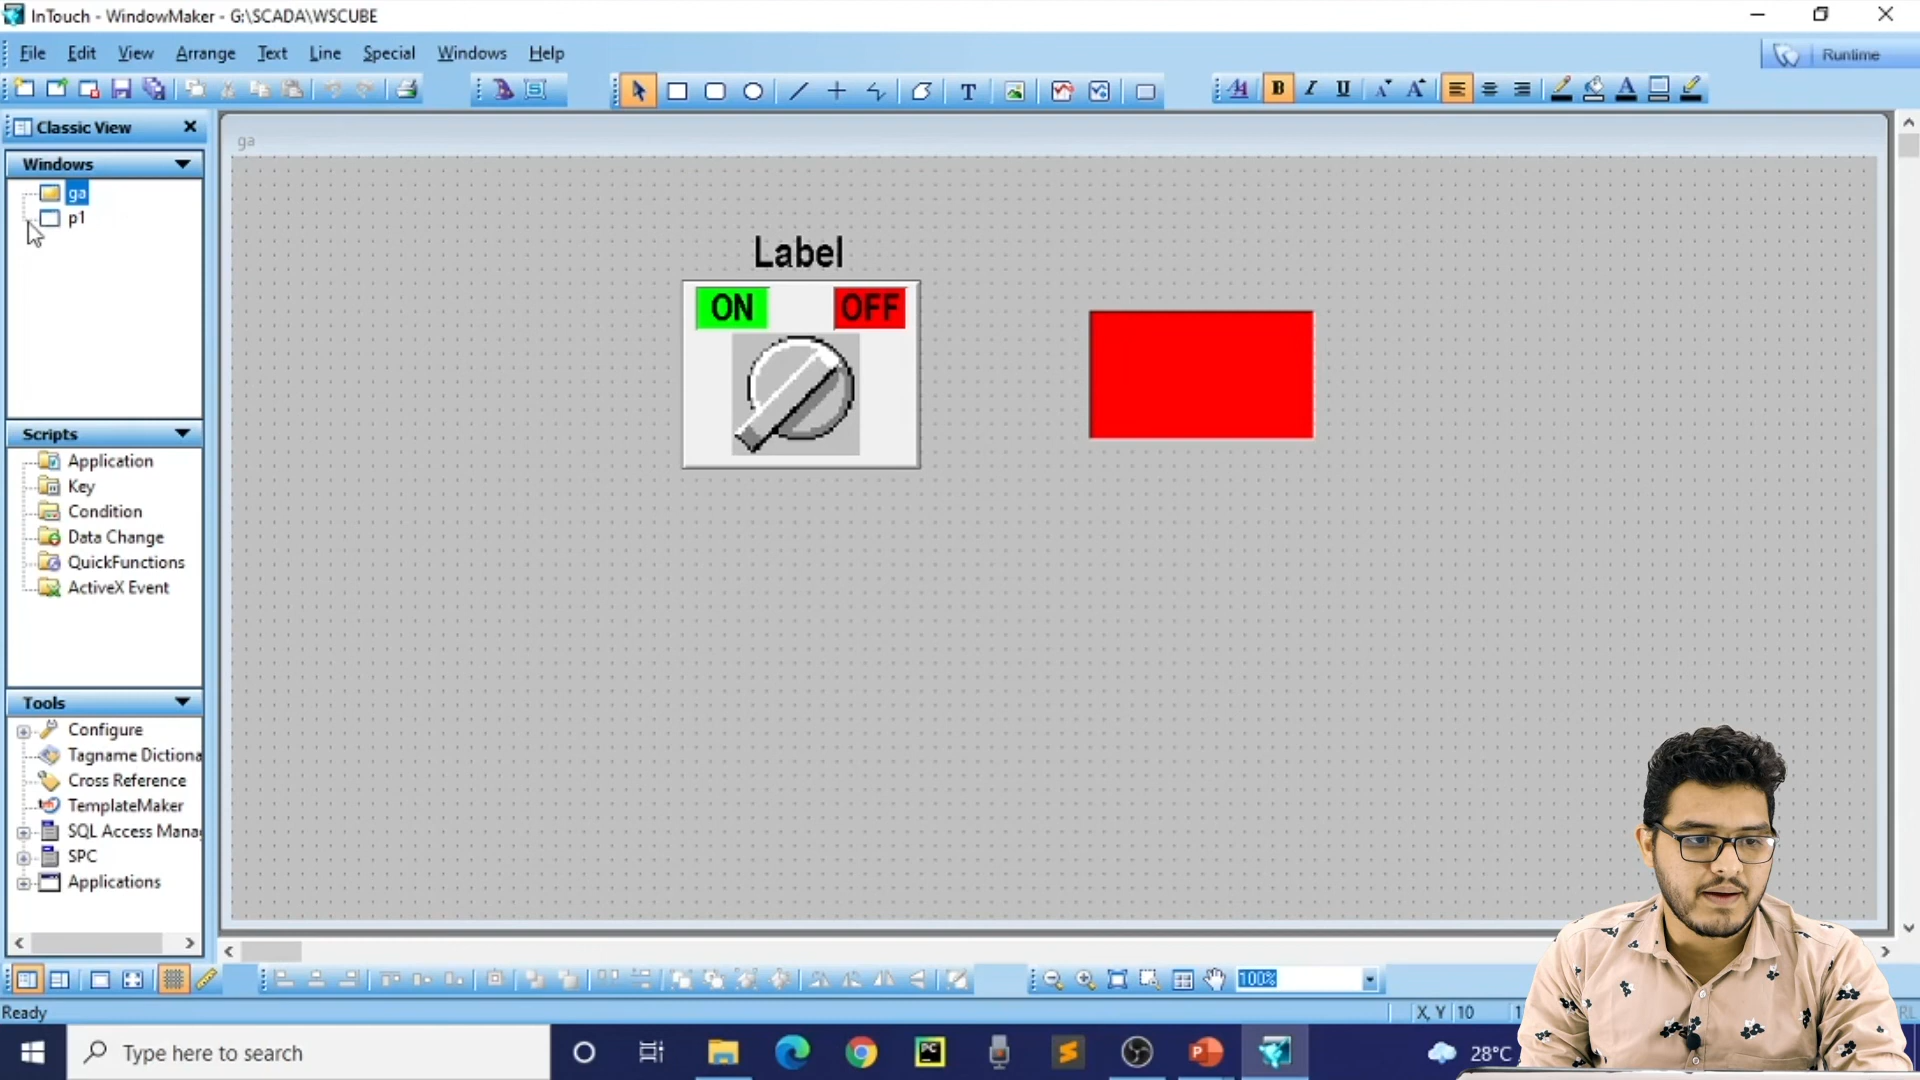 InTouch - WindowMaker - G:\SCADA\WSCUBE
File Edit View Arrange Text Line Special Windows Help
Runtime
Classic View
ga
Windows
ga
p1
Label
ON OFF
Scripts
Application
Key
Condition
Data Change
QuickFunctions
ActiveX Event
Tools
Configure
Tagname Dictiona
Cross Reference
TemplateMaker
SQL Access Mana
SPC
Applications
100%
Ready
X, Y 10
Type here to search
PC
28°C